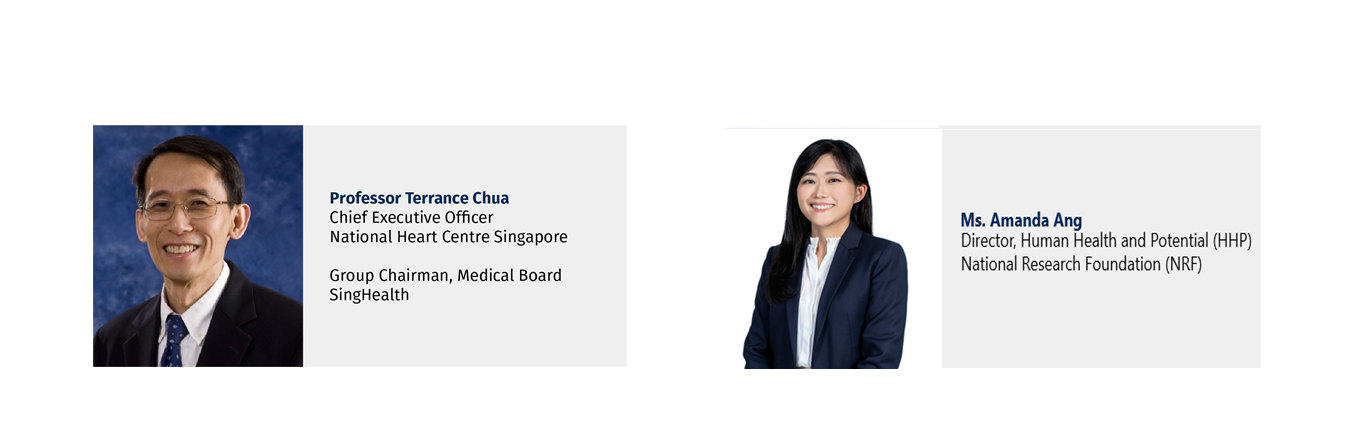 Professor Terrance Chua
Chief Executive Officer
National Heart Centre Singapore
Group Chairman, Medical Board
SingHealth
Ms. Amanda Ang
Director, Human Health and Potential (HHP)
National Research Foundation (NRF)